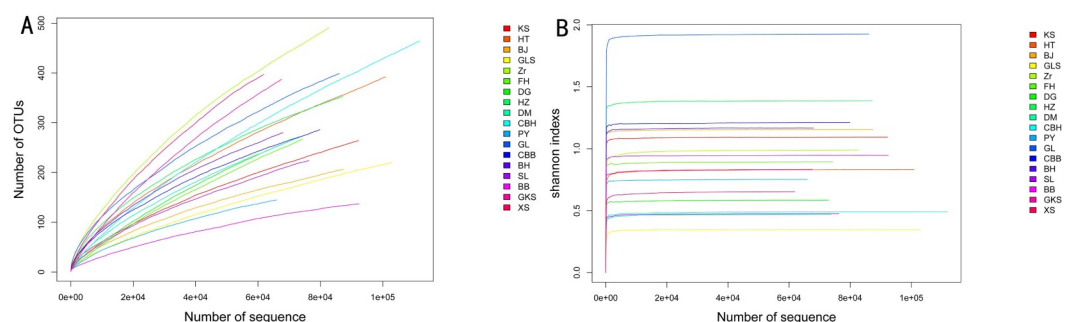 A
Number of OTUs
500
400
300
200
100
0
0e+00 2e+04 4e+04 6e+04 8e+04 1e+05
Number of sequence
KS
HT
BJ
GLS
Zr
FH
DG
HZ
DM
CBH
PY
GL
CBB
BH
SL
BB
GKS
XS
B
shannon indexs
2.0
1.5
1.0
0.5
0.0
0e+00 2e+04 4e+04 6e+04 8e+04 1e+05
Number of sequence
KS
HT
BJ
GLS
Zr
FH
DG
HZ
DM
CBH
PY
GL
CBB
BH
SL
BB
GKS
XS